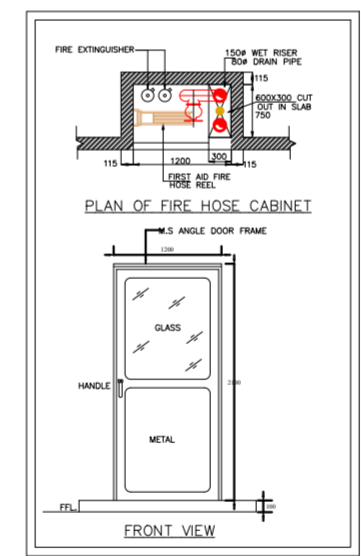 FIRE EXTINGUISHER
150ø WET RISER
80ø DRAIN PIPE
115
600X300 CUT
OUT IN SLAB
750
300
115
1200
115
FIRST AID FIRE
HOSE REEL
PLAN OF FIRE HOSE CABINET
M.S ANGLE DOOR FRAME
1200
GLASS
HANDLE
2100
METAL
FFL.
100
FRONT VIEW